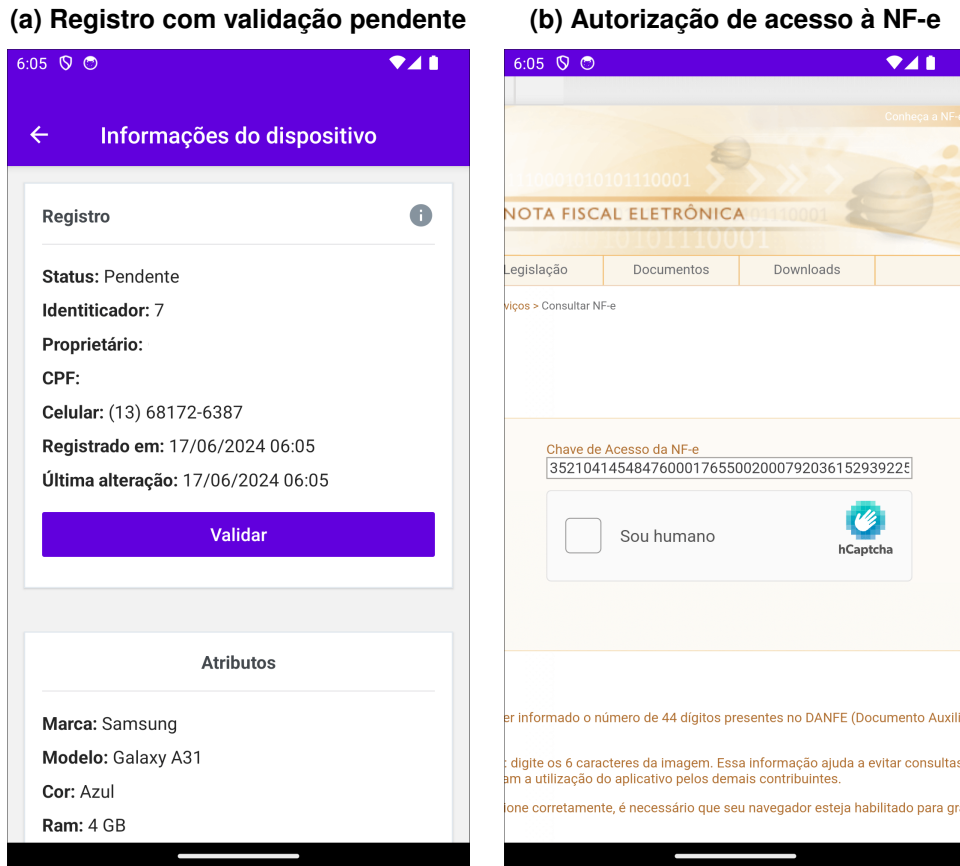 (a) Registro com validação pendente
6:05
Informações do dispositivo
Registro
Status: Pendente
Identiticador: 7
Proprietário:
CPF:
Celular: (13) 68172-6387
Registrado em: 17/06/2024 06:05
Última alteração: 17/06/2024 06:05
Validar
Atributos
Marca: Samsung
Modelo: Galaxy A31
Cor: Azul
Ram: 4 GB
(b) Autorização de acesso à NF-e
6:05
Conheça a NF-e
NOTA FISCAL ELETRÔNICA
Legislação Documentos Downloads
viços > Consultar NF-e
Chave de Acesso da NF-e
3521041454847600017655002000792036152939225
Sou humano
hCaptcha
er informado o número de 44 dígitos presentes no DANFE (Documento Auxili
: digite os 6 caracteres da imagem. Essa informação ajuda a evitar consultas
am a utilização do aplicativo pelos demais contribuintes.
ione corretamente, é necessário que seu navegador esteja habilitado para gra